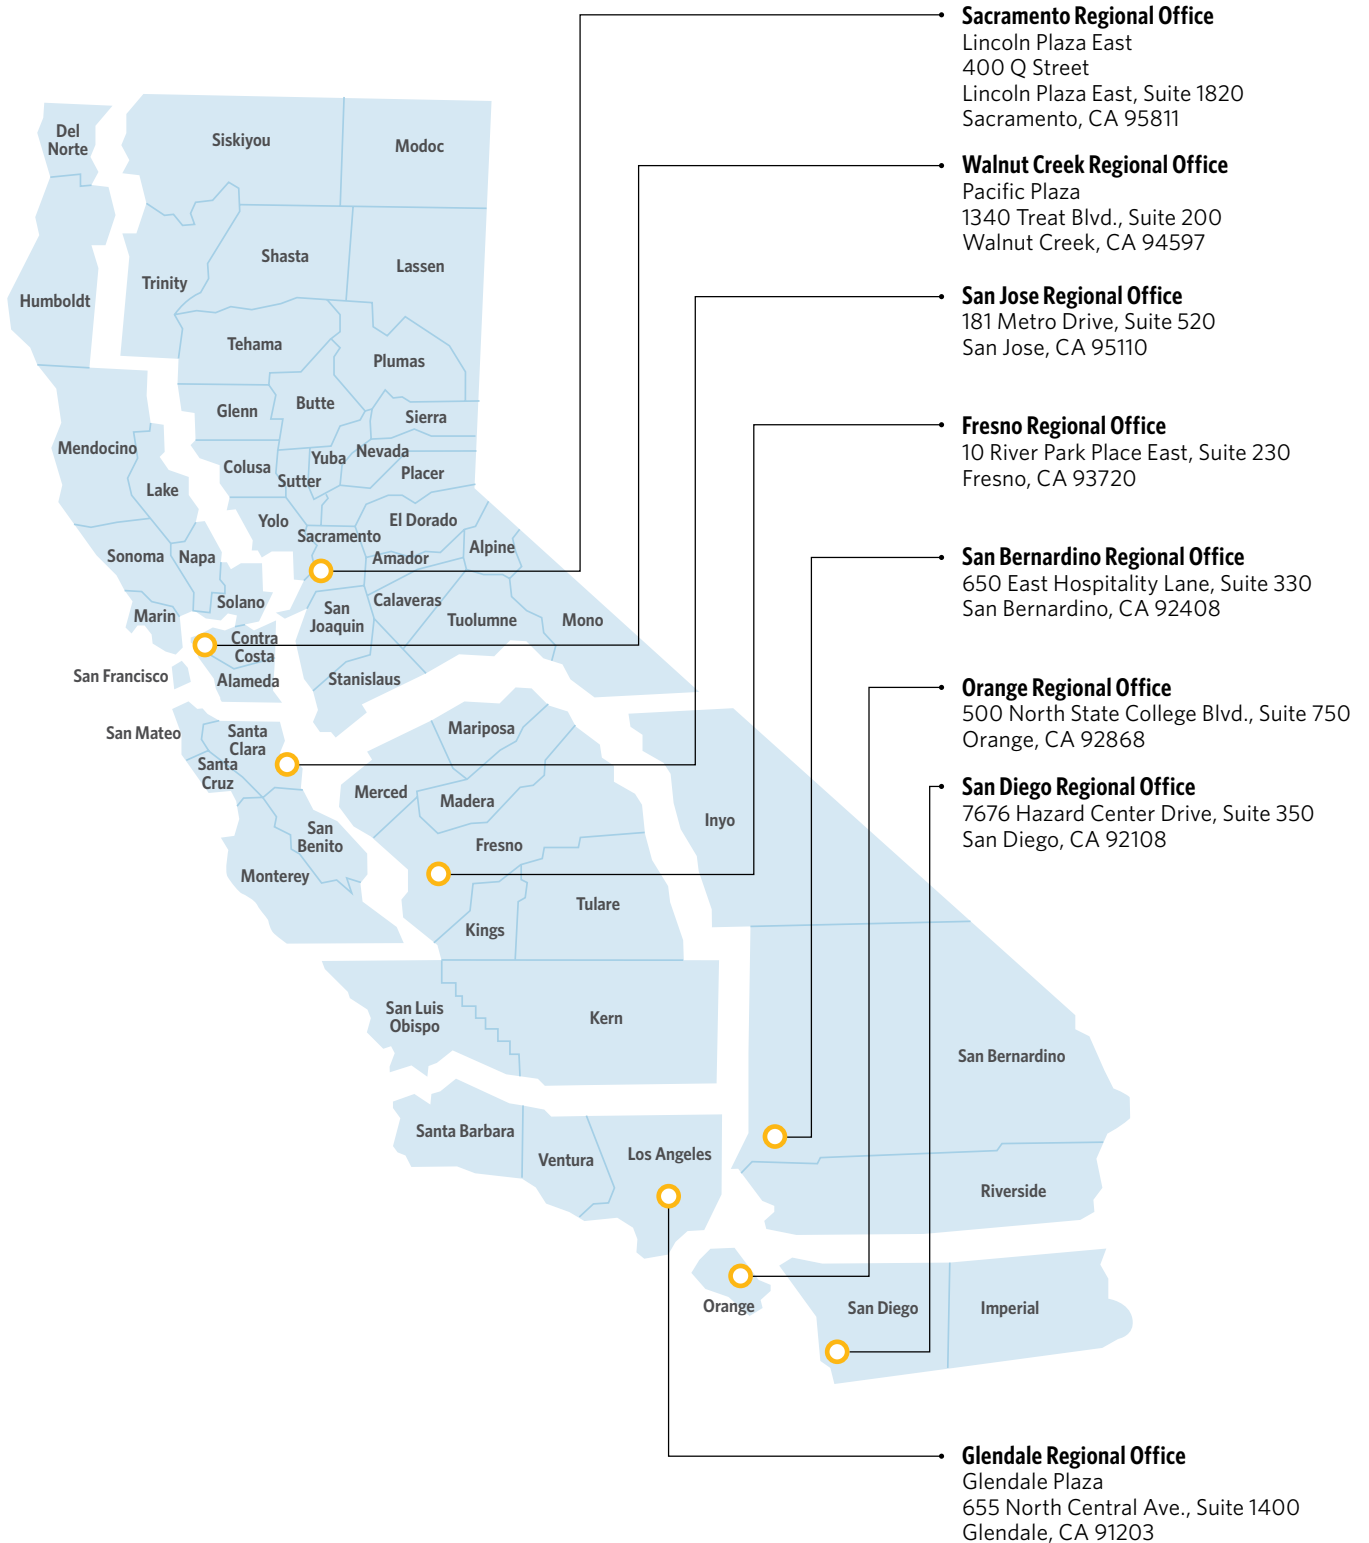 Sacramento Regional Office
Lincoln Plaza East
400 Q Street
Lincoln Plaza East, Suite 1820
Sacramento, CA 95811
Walnut Creek Regional Office
Pacific Plaza
1340 Treat Blvd., Suite 200
Walnut Creek, CA 94597
San Jose Regional Office
181 Metro Drive, Suite 520
San Jose, CA 95110
Fresno Regional Office
10 River Park Place East, Suite 230
Fresno, CA 93720
San Bernardino Regional Office
650 East Hospitality Lane, Suite 330
San Bernardino, CA 92408
Orange Regional Office
500 North State College Blvd., Suite 750
Orange, CA 92868
San Diego Regional Office
7676 Hazard Center Drive, Suite 350
San Diego, CA 92108
Glendale Regional Office
Glendale Plaza
655 North Central Ave., Suite 1400
Glendale, CA 91203
Del
Norte
Siskiyou
Modoc
Shasta
Lassen
Trinity
Humboldt
Tehama
Plumas
Glenn
Butte
Sierra
Mendocino
Colusa
Yuba
Nevada
Sutter
Placer
Lake
Yolo
El Dorado
Sacramento
Sonoma
Napa
Amador
Alpine
Solano
Calaveras
Marin
San
Joaquin
Tuolumne
Mono
Contra
Costa
San Francisco
Alameda
Stanislaus
San Mateo
Santa
Clara
Santa
Cruz
Mariposa
Merced
Madera
Inyo
San
Benito
Fresno
Monterey
Tulare
Kings
San Luis
Obispo
Kern
San Bernardino
Santa Barbara
Ventura
Los Angeles
Riverside
Orange
San Diego
Imperial